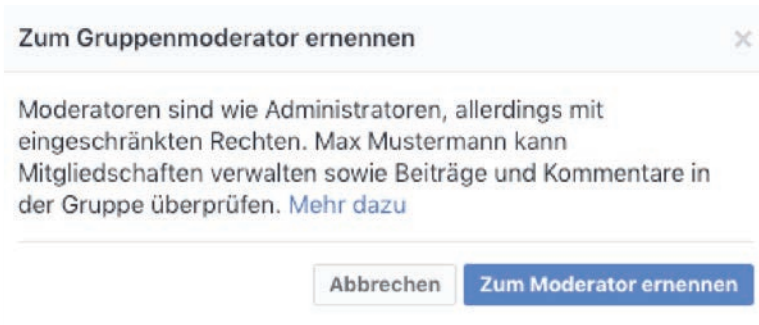 Zum Gruppenmoderator ernennen
Moderatoren sind wie Administratoren, allerdings mit
eingeschränkten Rechten. Max Mustermann kann
Mitgliedschaften verwalten sowie Beiträge und Kommentare in
der Gruppe überprüfen. Mehr dazu
Abbrechen Zum Moderator ernennen